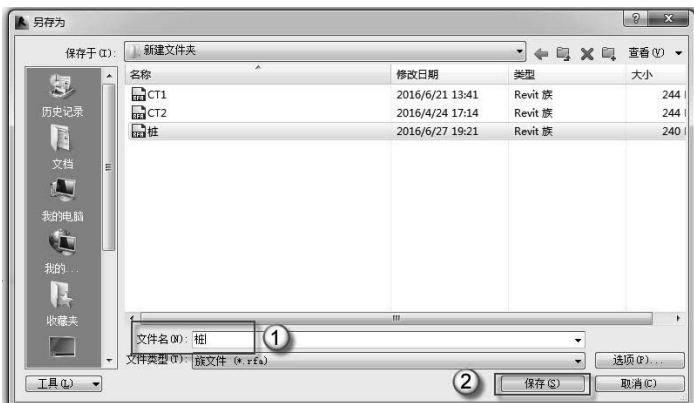 另存为
保存于(I): 新建文件夹 查看(V)
名称 修改日期 类型 大小
CT1 2016/6/21 13:41 Revit 族 244
CT2 2016/4/24 17:14 Revit 族 244
桩 2016/6/27 19:21 Revit 族 240
历史记录
文档
我的电脑
我的...
收藏夹
文件名(N): 桩 ①
文件类型(T): 族文件 (*.rfa) 选项(P)...
工具(L) ② 保存(S) 取消(C)